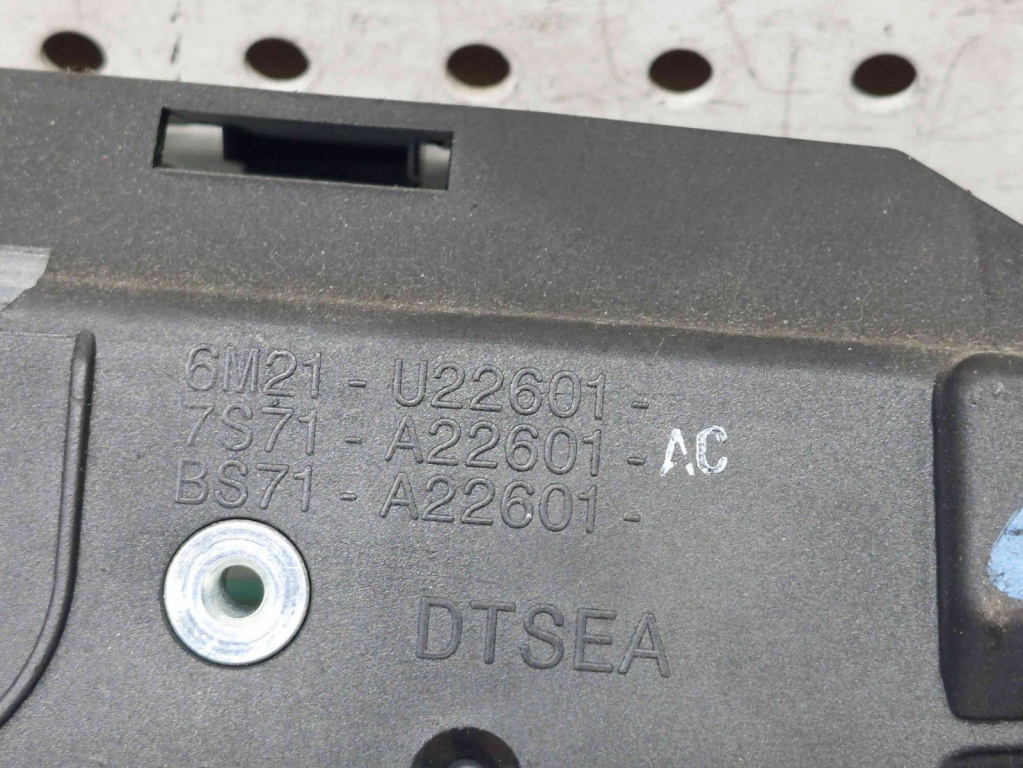 6M21 - U22601 -
7S71 - A22601 - AC
BS71 - A22601 -
DTSEA